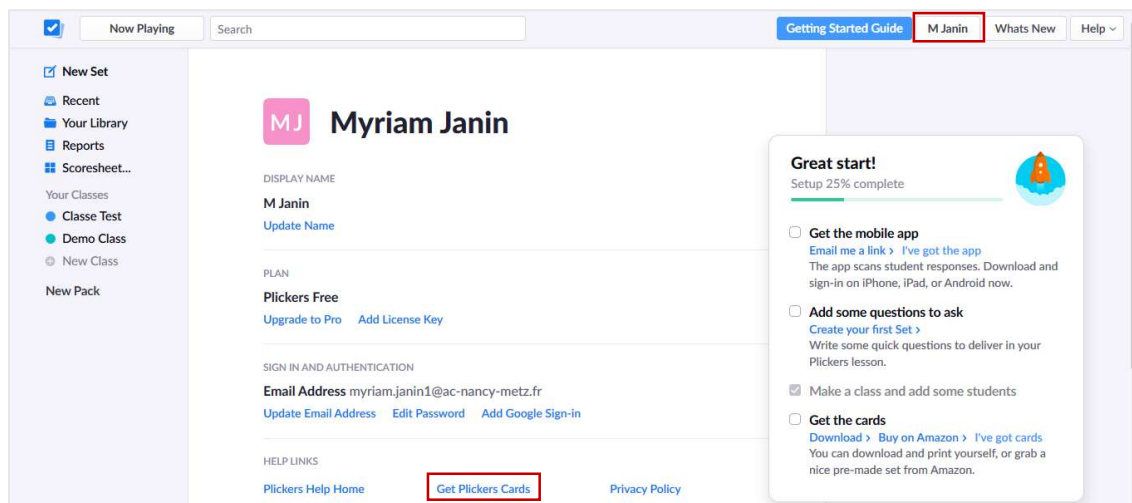 Now Playing
Search
Getting Started Guide
M Janin
Whats New
Help
New Set
Recent
Your Library
Reports
Scoresheet...
Your Classes
Classe Test
Demo Class
New Class
New Pack
MJ
Myriam Janin
DISPLAY NAME
M Janin
Update Name
PLAN
Plickers Free
Upgrade to Pro Add License Key
SIGN IN AND AUTHENTICATION
Email Address myriam.janin1@ac-nancy-metz.fr
Update Email Address Edit Password Add Google Sign-in
HELP LINKS
Plickers Help Home Get Plickers Cards Privacy Policy
Great start!
Setup 25% complete
Get the mobile app
Email me a link > I've got the app
The app scans student responses. Download and
sign-in on iPhone, iPad, or Android now.
Add some questions to ask
Create your first Set >
Write some quick questions to deliver in your
Plickers lesson.
Make a class and add some students
Get the cards
Download > Buy on Amazon > I've got cards
You can download and print yourself, or grab a
nice pre-made set from Amazon.